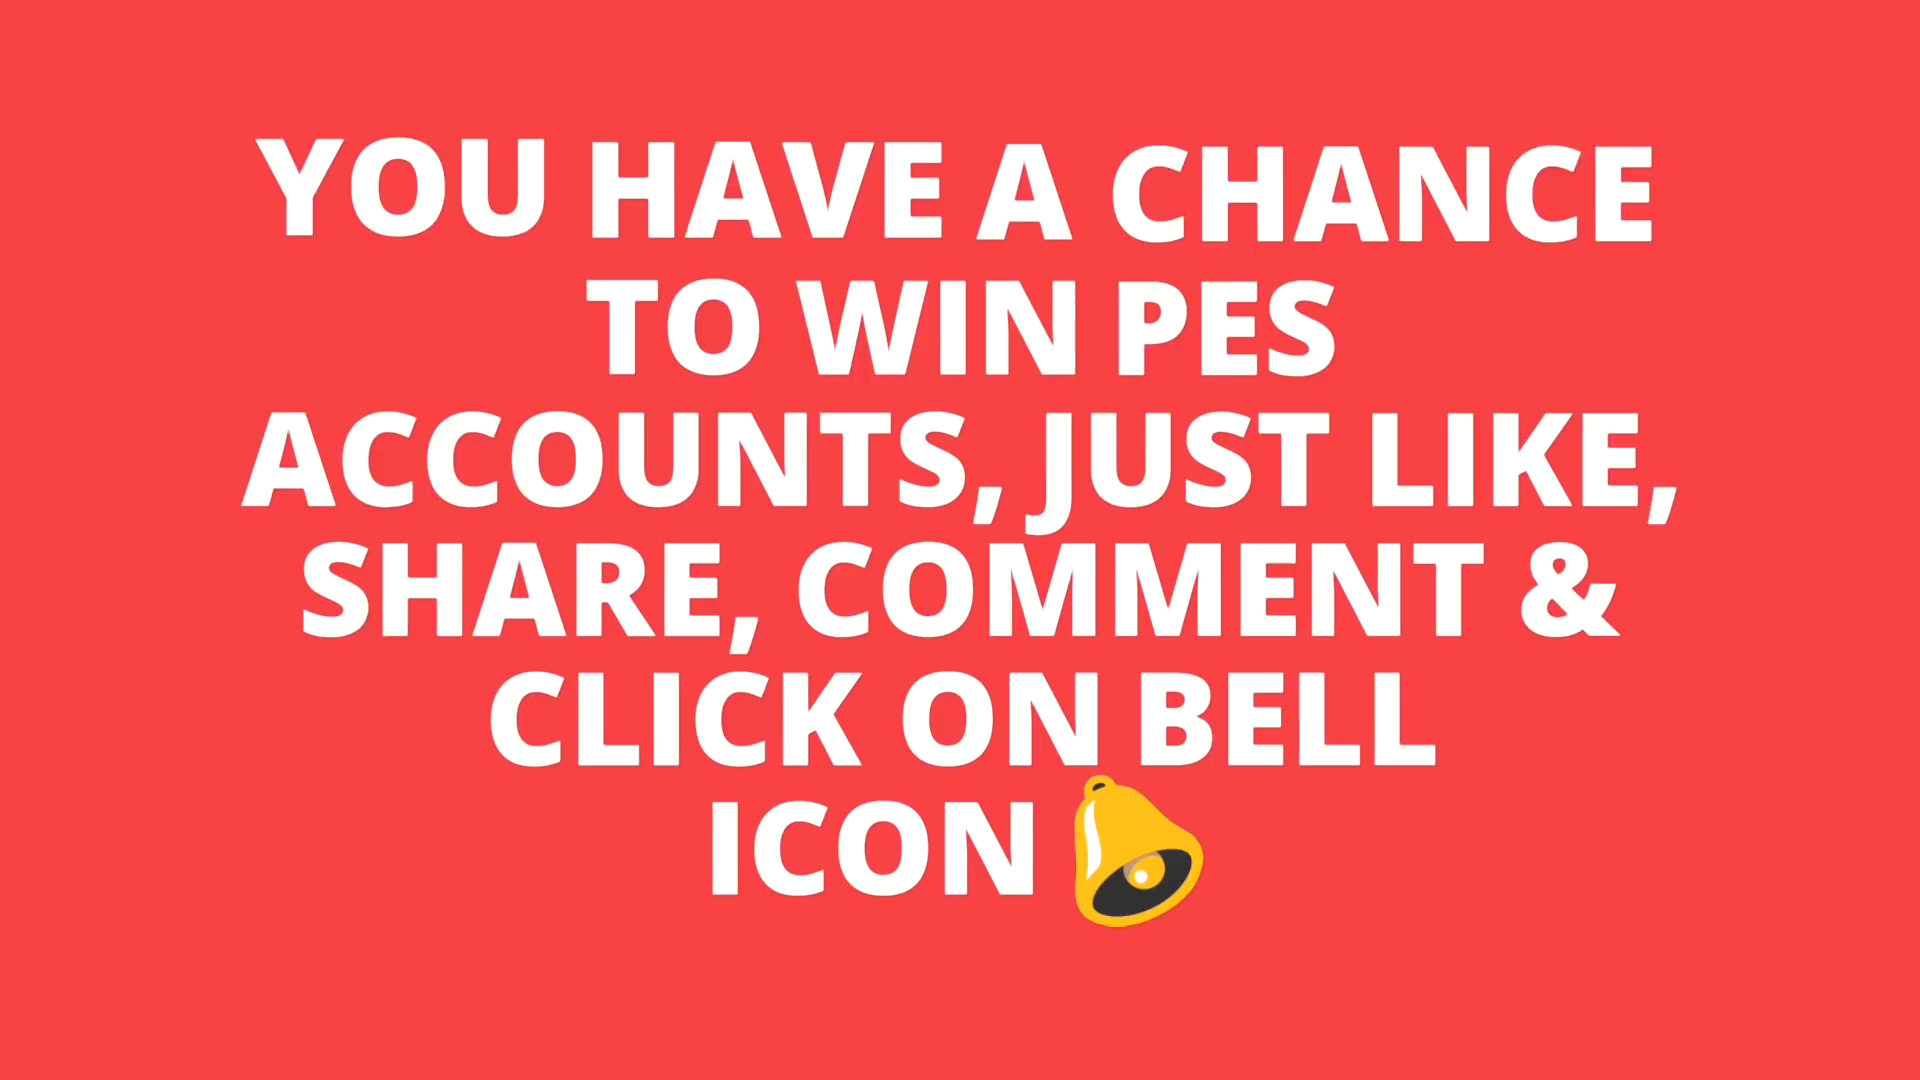 YOU HAVE A CHANCE
TO WIN PES
ACCOUNTS, JUST LIKE,
SHARE, COMMENT &
CLICK ON BELL
ICON